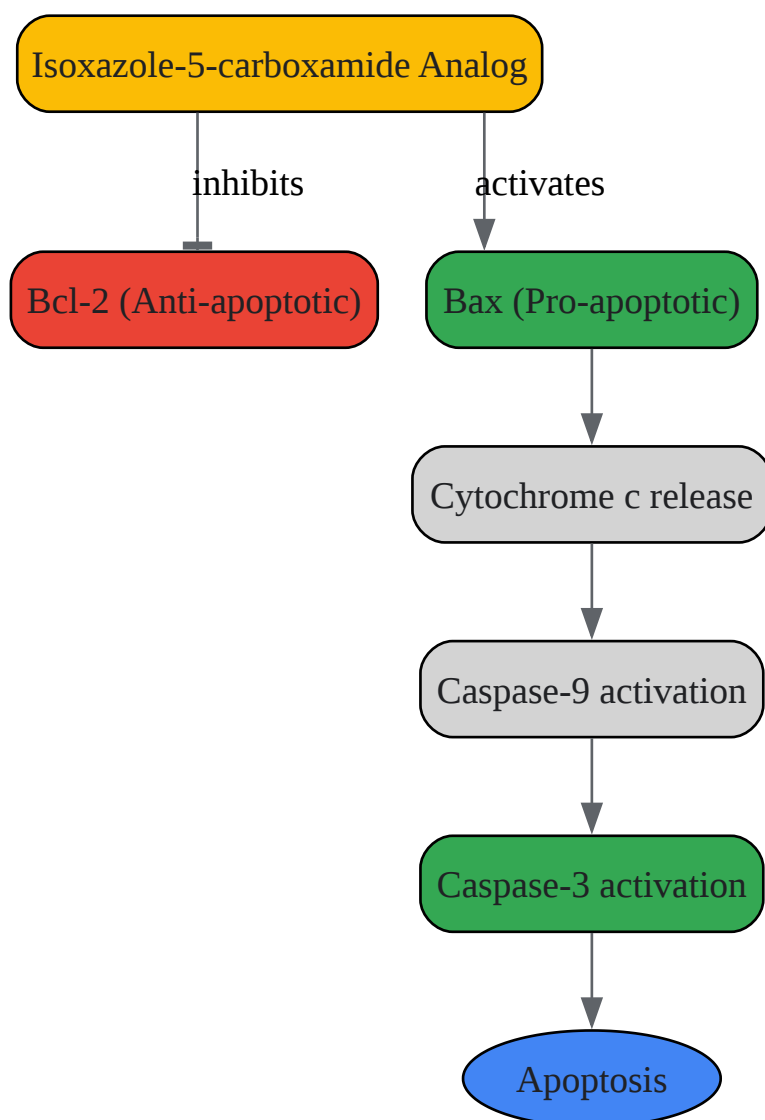 Isoxazole-5-carboxamide Analog
inhibits
activates
Bcl-2 (Anti-apoptotic)
Bax (Pro-apoptotic)
Cytochrome c release
Caspase-9 activation
Caspase-3 activation
Apoptosis